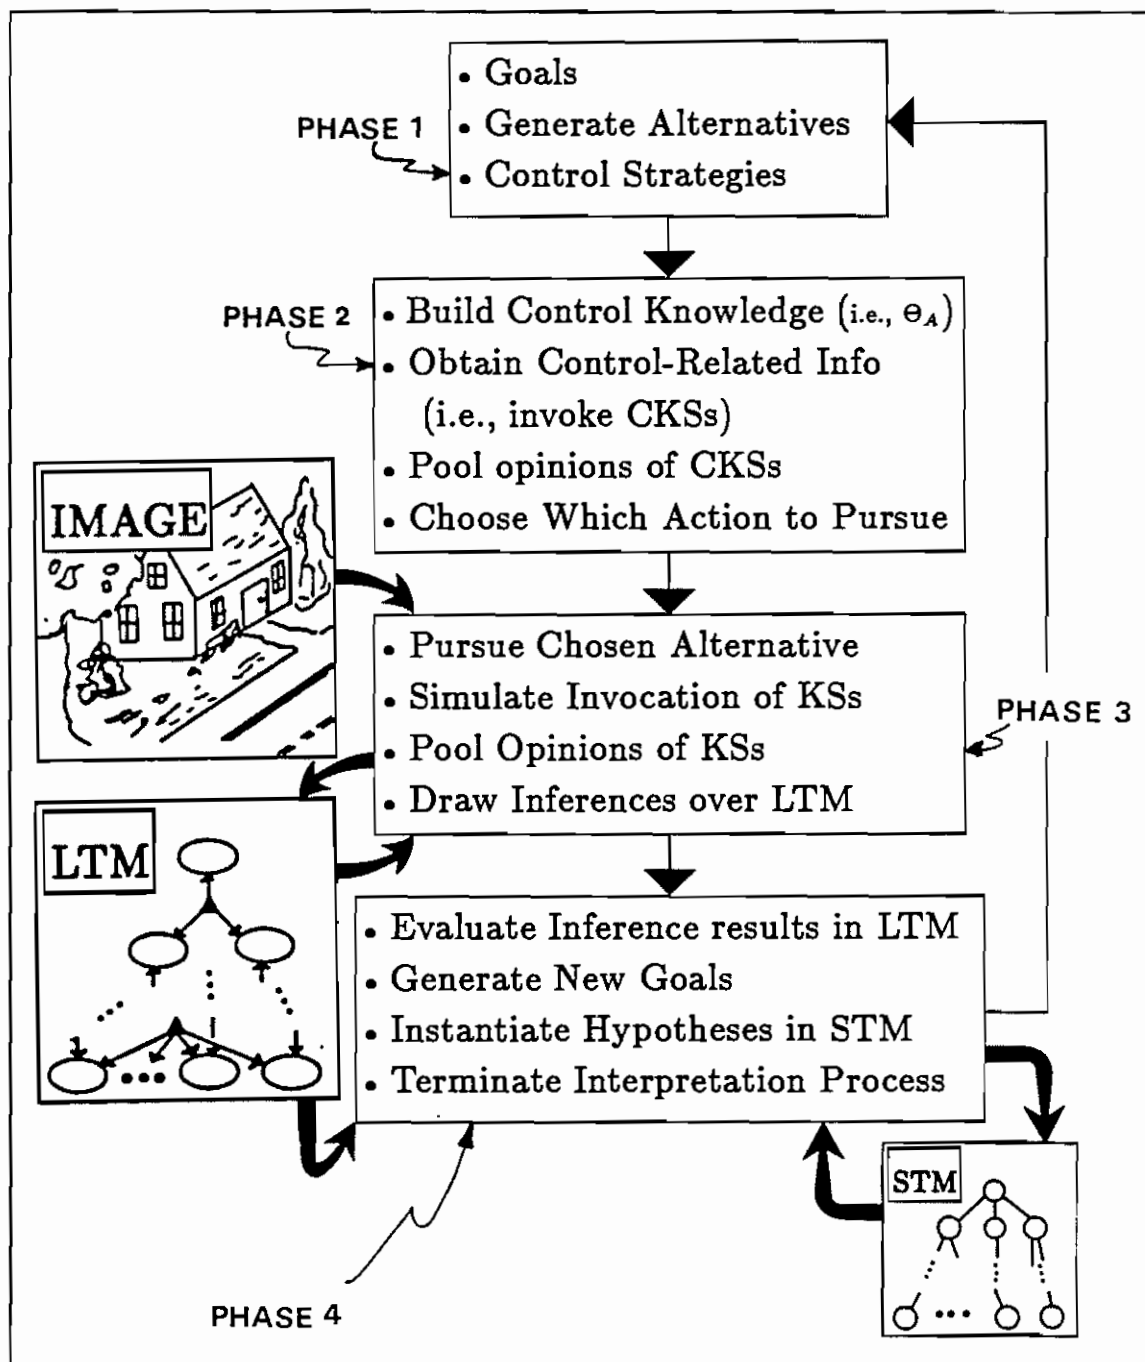 • Goals
PHASE 1
• Generate Alternatives
• Control Strategies
PHASE 2
• Build Control Knowledge (i.e., Θ_A)
• Obtain Control-Related Info
(i.e., invoke CKSs)
• Pool opinions of CKSs
• Choose Which Action to Pursue
IMAGE
• Pursue Chosen Alternative
• Simulate Invocation of KSs
• Pool Opinions of KSs
• Draw Inferences over LTM
PHASE 3
LTM
• Evaluate Inference results in LTM
• Generate New Goals
• Instantiate Hypotheses in STM
• Terminate Interpretation Process
STM
PHASE 4